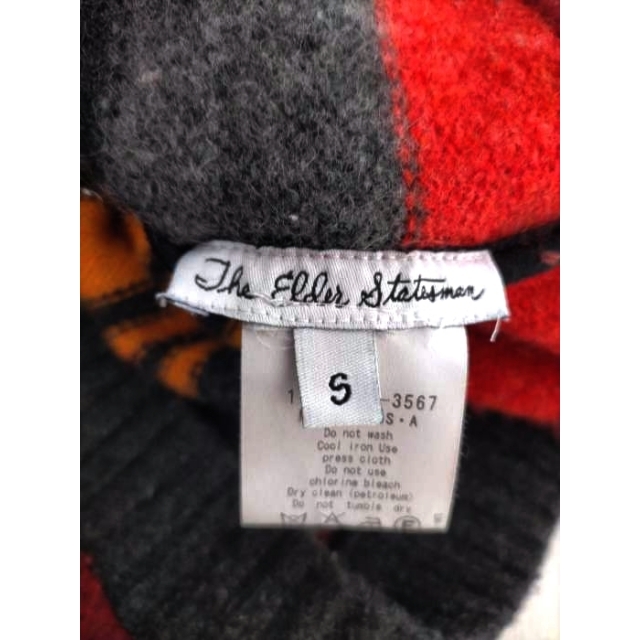 The Elder Statesman
S
-3567
S・A
Do not wash
Cool iron Use
press cloth
Do not use
chlorine bleach
Dry clean (petroleum)
Do not tumble dry